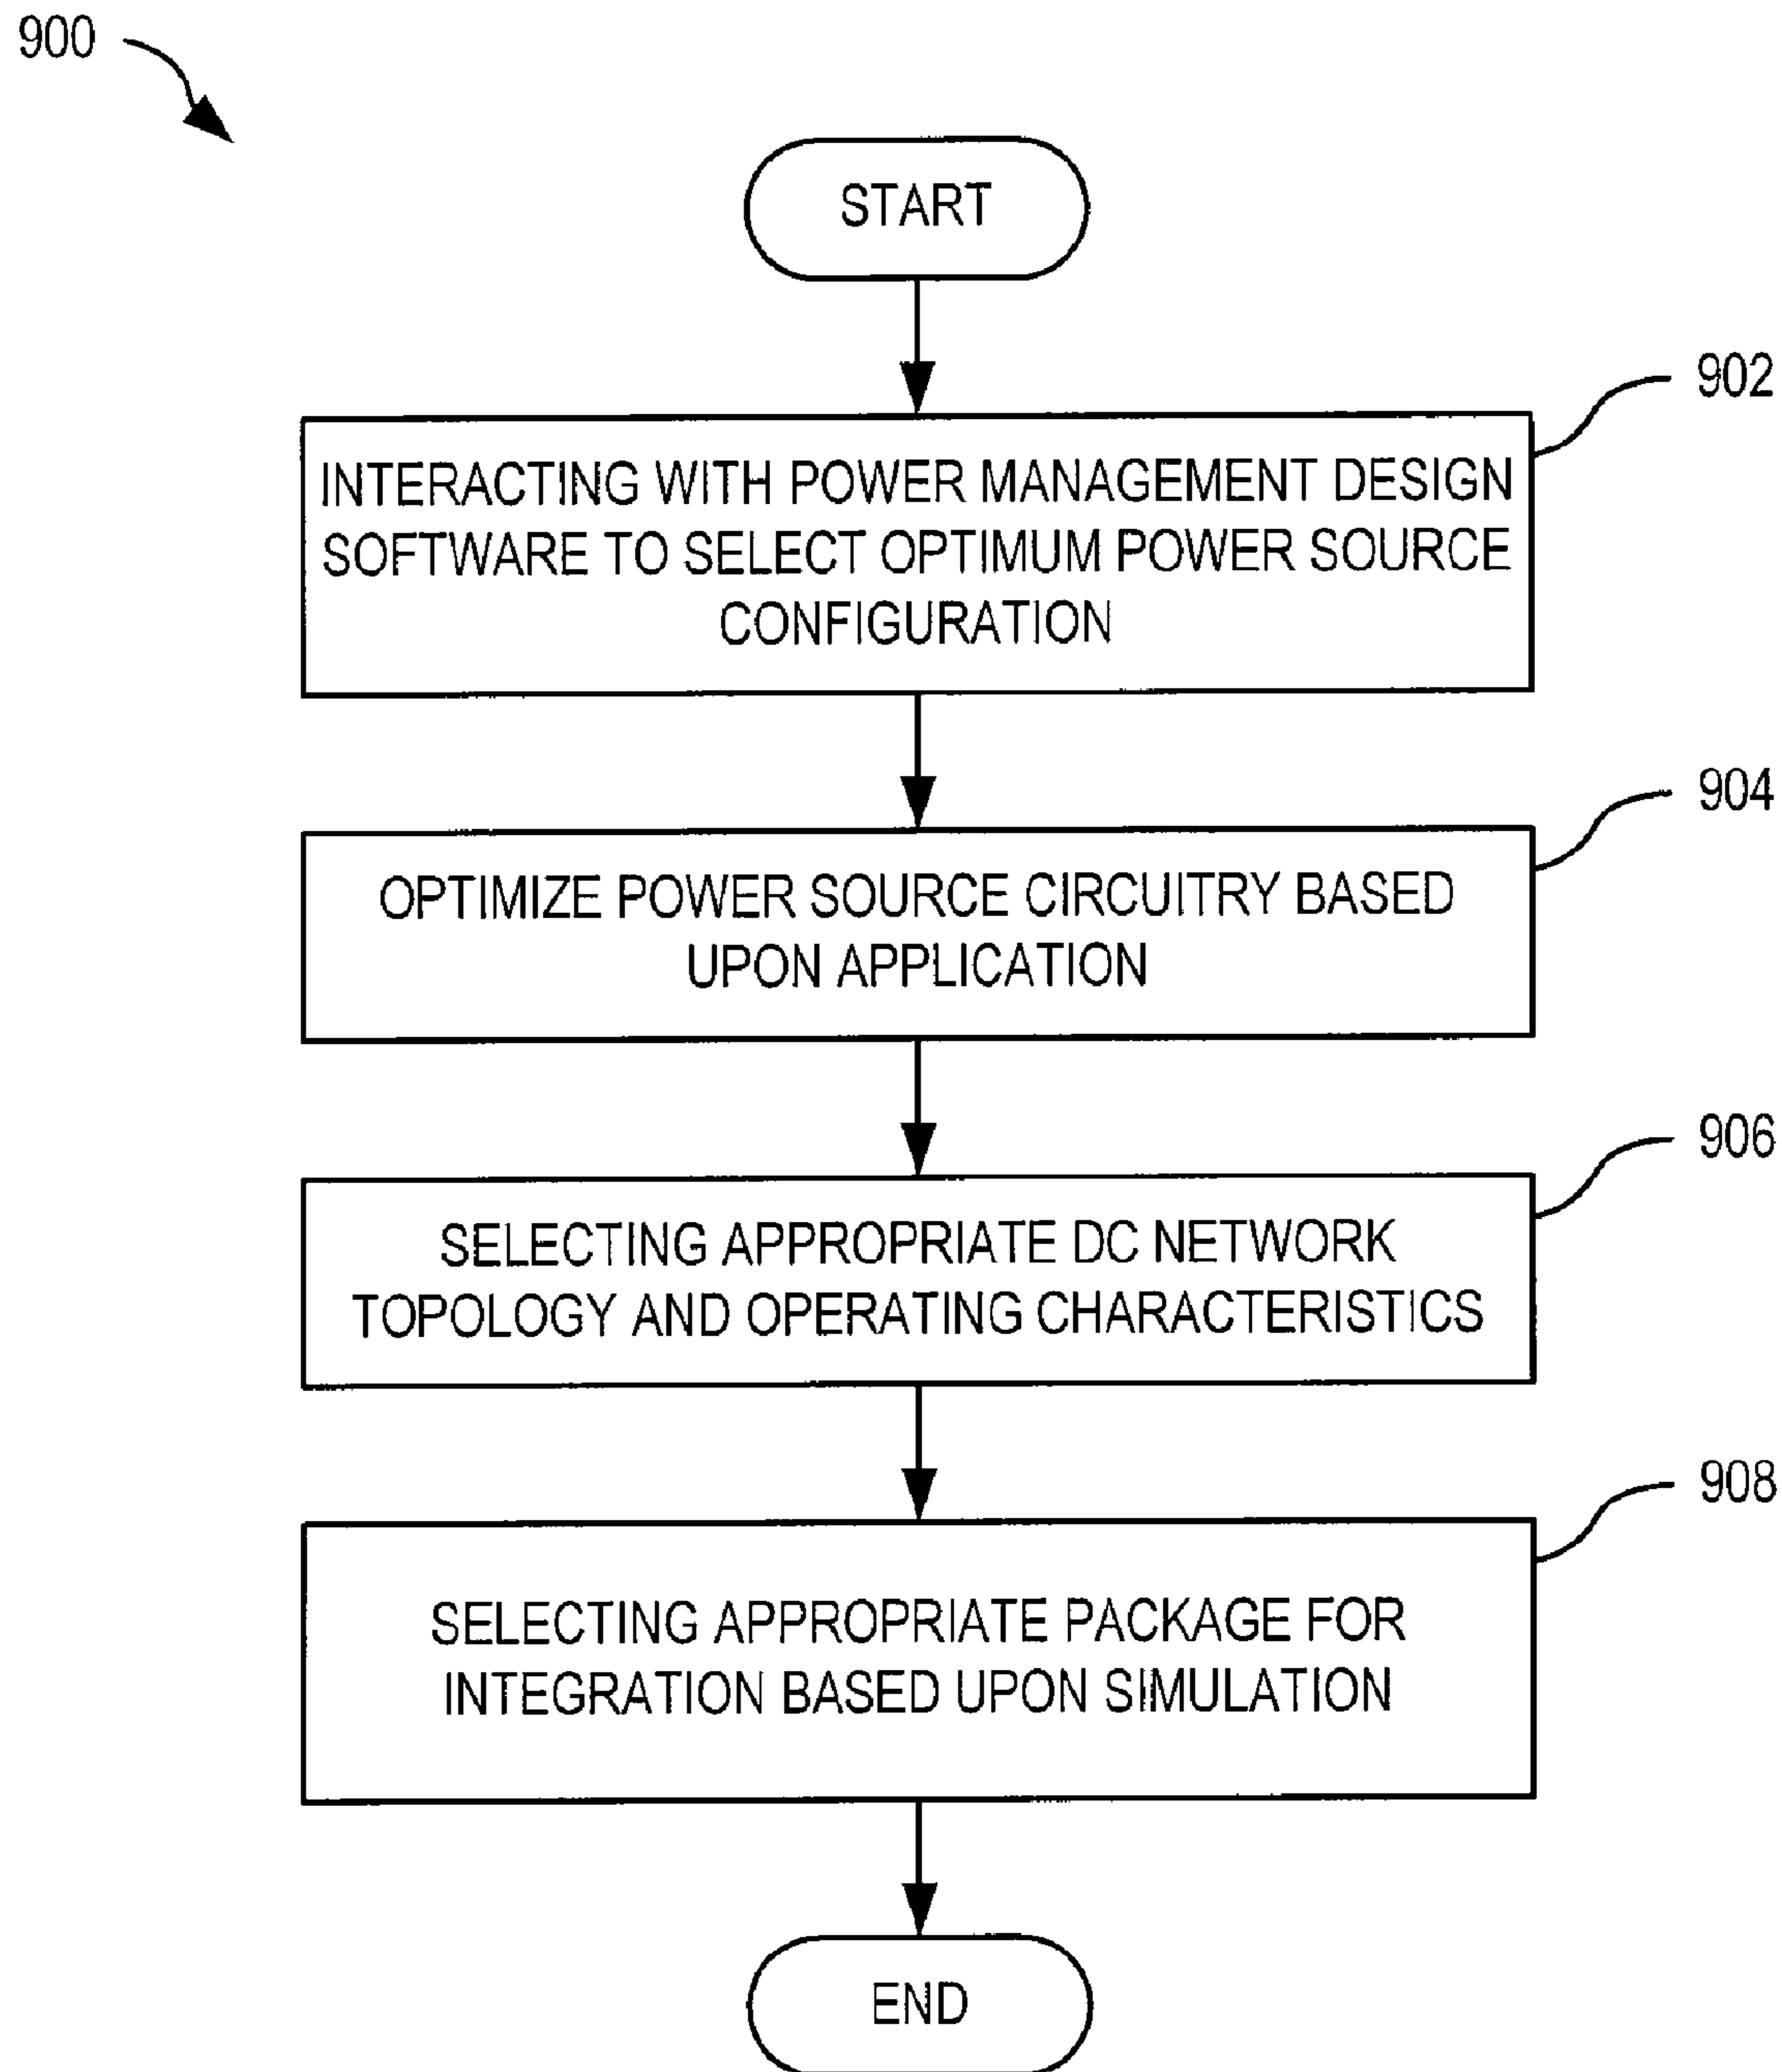 900
START
902
INTERACTING WITH POWER MANAGEMENT DESIGN
SOFTWARE TO SELECT OPTIMUM POWER SOURCE
CONFIGURATION
904
OPTIMIZE POWER SOURCE CIRCUITRY BASED
UPON APPLICATION
906
SELECTING APPROPRIATE DC NETWORK
TOPOLOGY AND OPERATING CHARACTERISTICS
908
SELECTING APPROPRIATE PACKAGE FOR
INTEGRATION BASED UPON SIMULATION
END